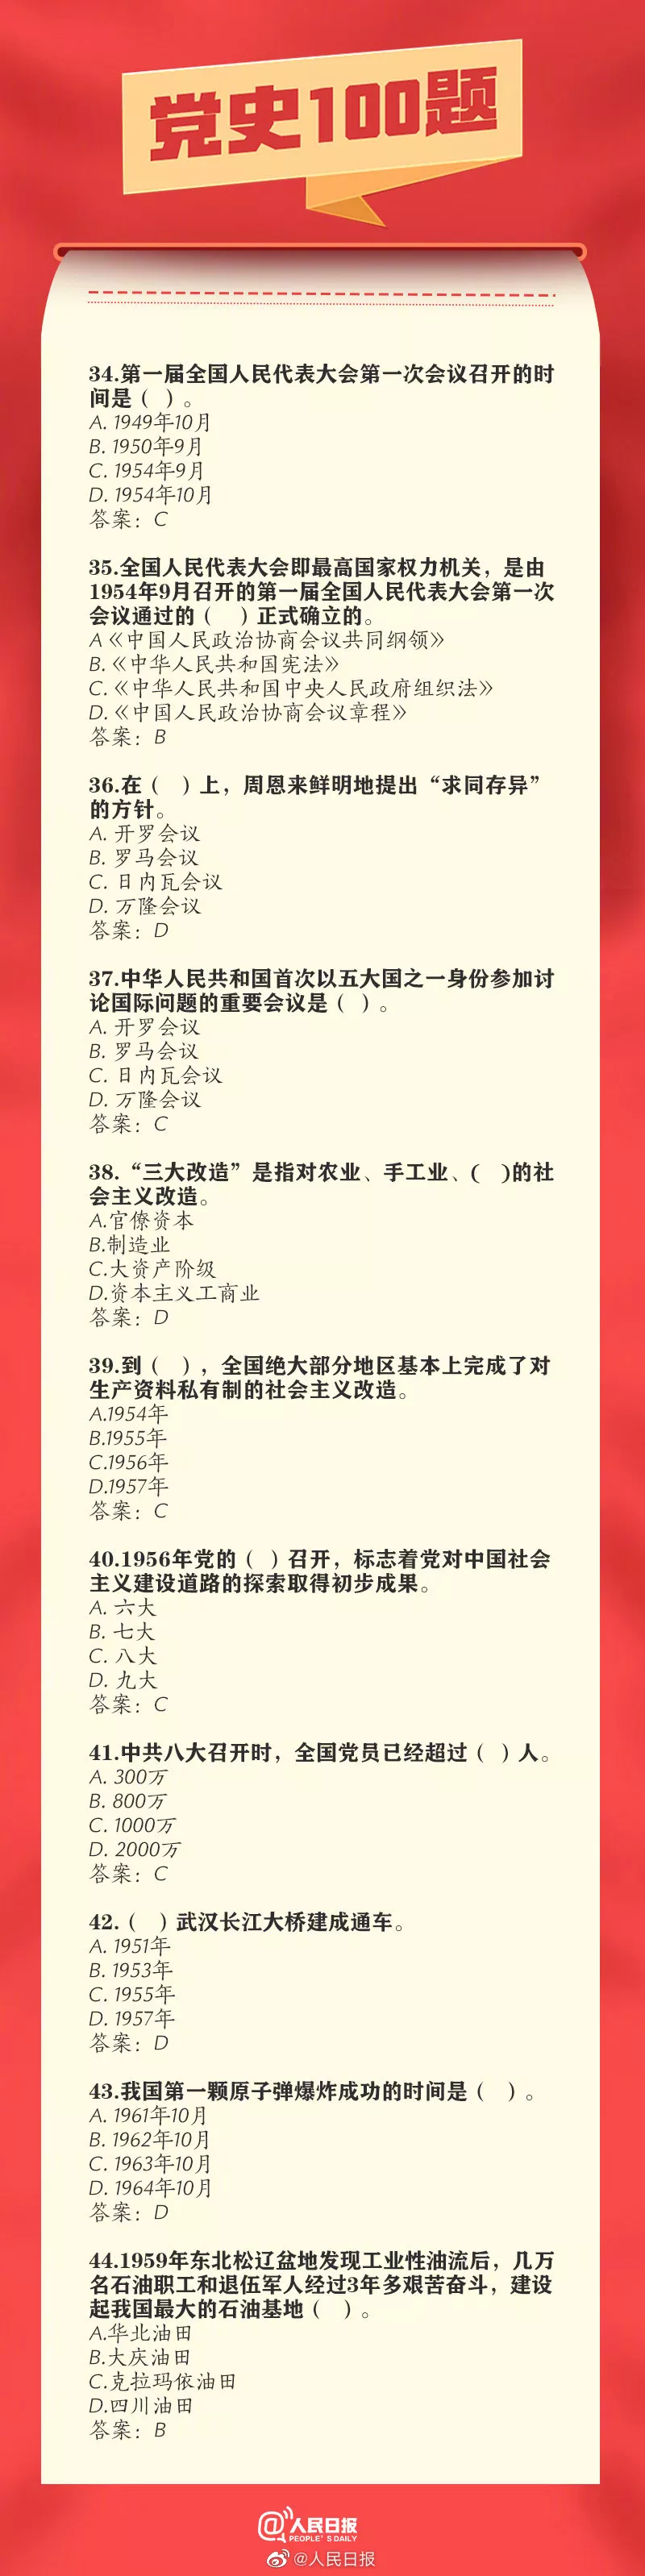 党史100题
34.第一届全国人民代表大会第一次会议召开的时
间是（ ）。
A. 1949年10月
B. 1950年9月
C. 1954年9月
D. 1954年10月
答案：C
35.全国人民代表大会即最高国家权力机关，是由
1954年9月召开的第一届全国人民代表大会第一次
会议通过的（ ）正式确立的。
A《中国人民政治协商会议共同纲领》
B.《中华人民共和国宪法》
C.《中华人民共和国中央人民政府组织法》
D.《中国人民政治协商会议章程》
答案：B
36.在（ ）上，周恩来鲜明地提出“求同存异”
的方针。
A. 开罗会议
B. 罗马会议
C. 日内瓦会议
D. 万隆会议
答案：D
37.中华人民共和国首次以五大国之一身份参加讨
论国际问题的重要会议是（ ）。
A. 开罗会议
B. 罗马会议
C. 日内瓦会议
D. 万隆会议
答案：C
38.“三大改造”是指对农业、手工业、( )的社
会主义改造。
A.官僚资本
B.制造业
C.大资产阶级
D.资本主义工商业
答案：D
39.到（ ），全国绝大部分地区基本上完成了对
生产资料私有制的社会主义改造。
A.1954年
B.1955年
C.1956年
D.1957年
答案：C
40.1956年党的（ ）召开，标志着党对中国社会
主义建设道路的探索取得初步成果。
A. 六大
B. 七大
C. 八大
D. 九大
答案：C
41.中共八大召开时，全国党员已经超过（ ）人。
A. 300万
B. 800万
C. 1000万
D. 2000万
答案：C
42.（ ）武汉长江大桥建成通车。
A. 1951年
B. 1953年
C. 1955年
D. 1957年
答案：D
43.我国第一颗原子弹爆炸成功的时间是（ ）。
A. 1961年10月
B. 1962年10月
C. 1963年10月
D. 1964年10月
答案：D
44.1959年东北松辽盆地发现工业性油流后，几万
名石油职工和退伍军人经过3年多艰苦奋斗，建设
起我国最大的石油基地（ ）。
A.华北油田
B.大庆油田
C.克拉玛依油田
D.四川油田
答案：B
@人民日报
PEOPLE'S DAILY
@人民日报